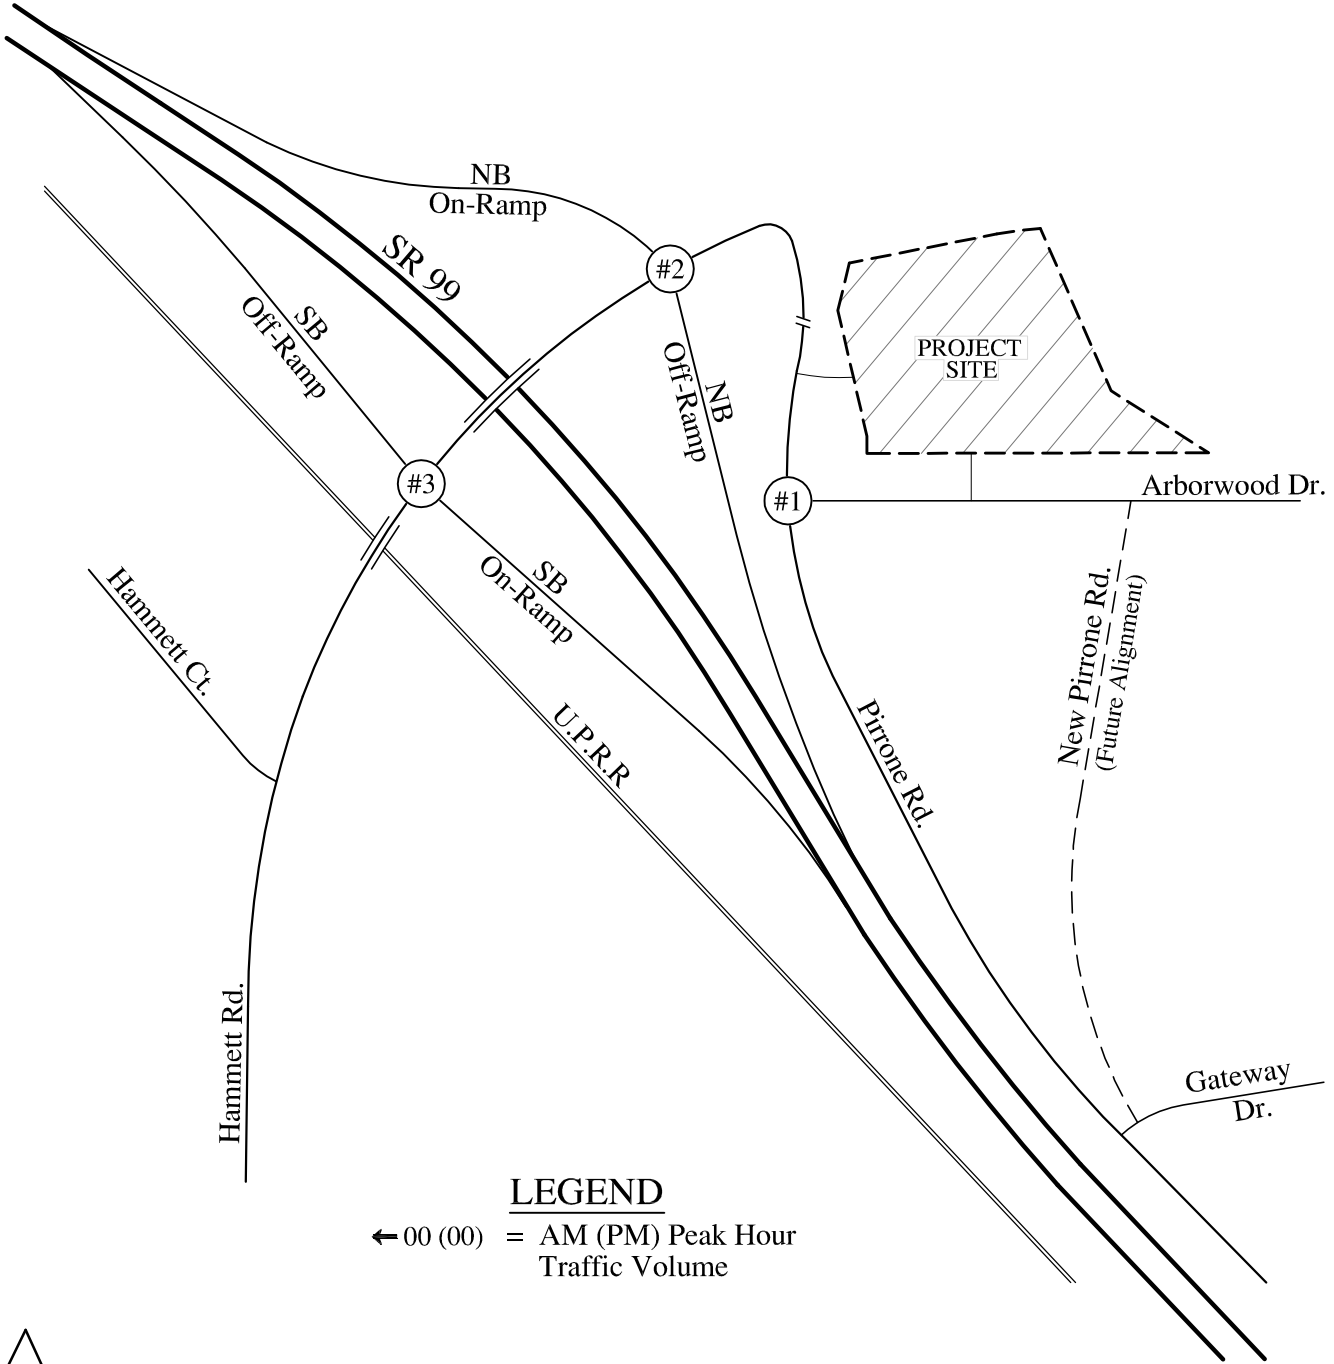 NB
On-Ramp
SR 99
#2
SB
Off-Ramp
PROJECT
SITE
NB
Off-Ramp
#3
#1
Arborwood Dr.
SB
On-Ramp
Hammett Ct.
New Pirrone Rd.
(Future Alignment)
U.P.R.R
Pirrone Rd.
Hammett Rd.
Gateway
Dr.
LEGEND
00 (00) = AM (PM) Peak Hour
Traffic Volume